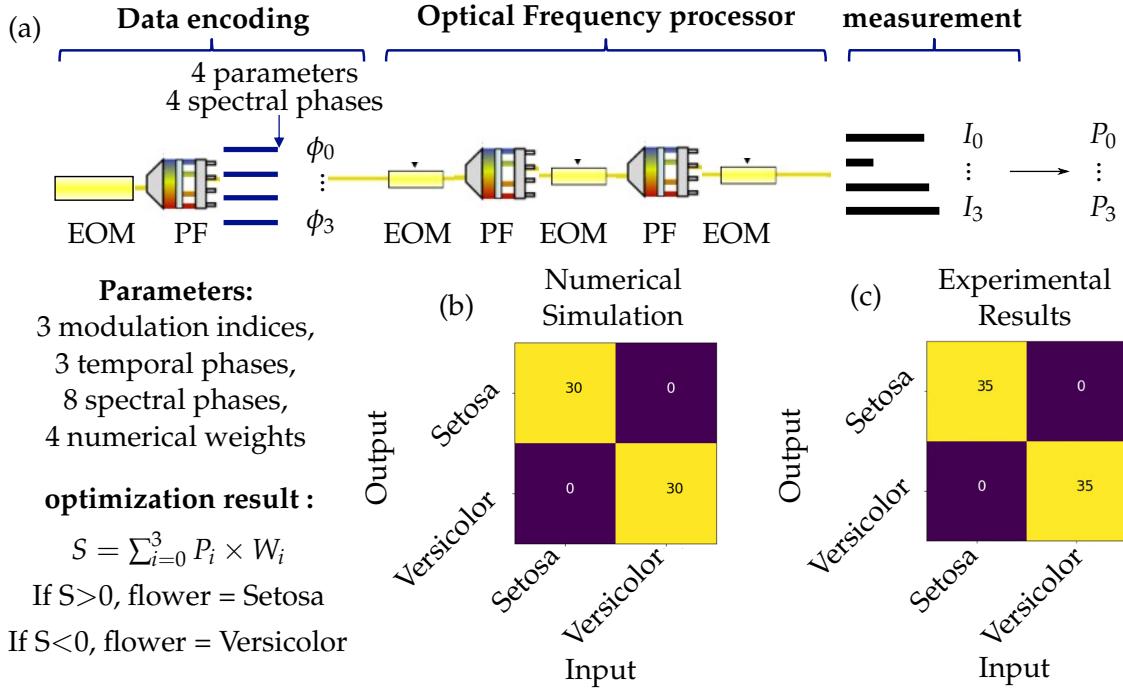 (a)
Data encoding
Optical Frequency processor
measurement
4 parameters
4 spectral phases
ϕ0
⋮
ϕ3
I0
⋮
I3
P0
⋮
P3
EOM PF
EOM PF EOM PF EOM
Parameters:
3 modulation indices,
3 temporal phases,
8 spectral phases,
4 numerical weights
optimization result :
S = ∑³ᵢ₌₀ Pᵢ × Wᵢ
If S>0, flower = Setosa
If S<0, flower = Versicolor
(b)
Numerical
Simulation
Output
Setosa
Versicolor
30 0
0 30
Setosa
Versicolor
Input
(c)
Experimental
Results
Output
Setosa
Versicolor
35 0
0 35
Setosa
Versicolor
Input